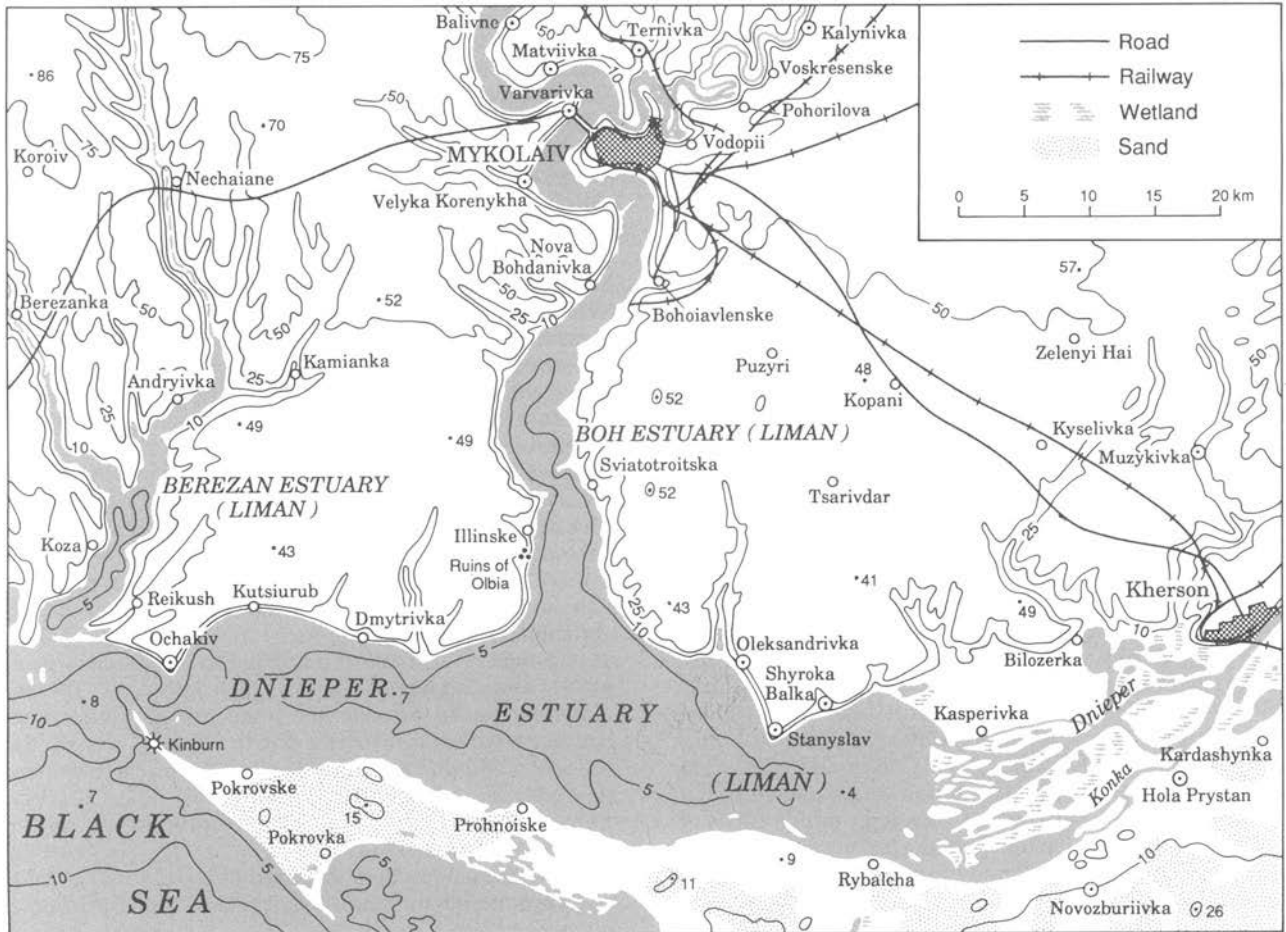 Balivne
50
Ternivka
Kalynivka
75
Matviivka
10
86
Voskresenske
Varvarivka
50
Pohorilova
70
Koroiv
75
MYKOLAIV
Vodopii
Nechaiane
Velyka Korenykha
Road
Railway
Wetland
Sand
0 5 10 15 20 km
Nova
Bohdanivka
57
52
50
50
Berezanka
50
25
10
Bohoiavlenske
50
Zelenyi Hai
50
Kamianka
Puzyri
48
25
Andryivka
Kopani
25
10
52
49
49
BOH ESTUARY (LIMAN)
Kyselivka
Muzykivka
10
Sviatotroitska
BEREZAN ESTUARY
(LIMAN)
52
Tsarivdar
Illinske
Koza
43
Ruins of
Olbia
25
41
Kherson
5
Reikush
Kutsiurub
25
43
49
10
Dmytrivka
10
Ochakiv
5
Oleksandrivka
Bilozerka
Shyroka
Balka
DNIEPER
7
ESTUARY
8
Kasperivka
Dnieper
10
Stanyslav
Kinburn
Kardashynka
(LIMAN)
Konka
Pokrovske
5
4
Hola Prystan
7
15
Prohnoiske
BLACK
Pokrovka
5
5
9
10
Rybalcha
10
11
SEA
Novozburiivka
26